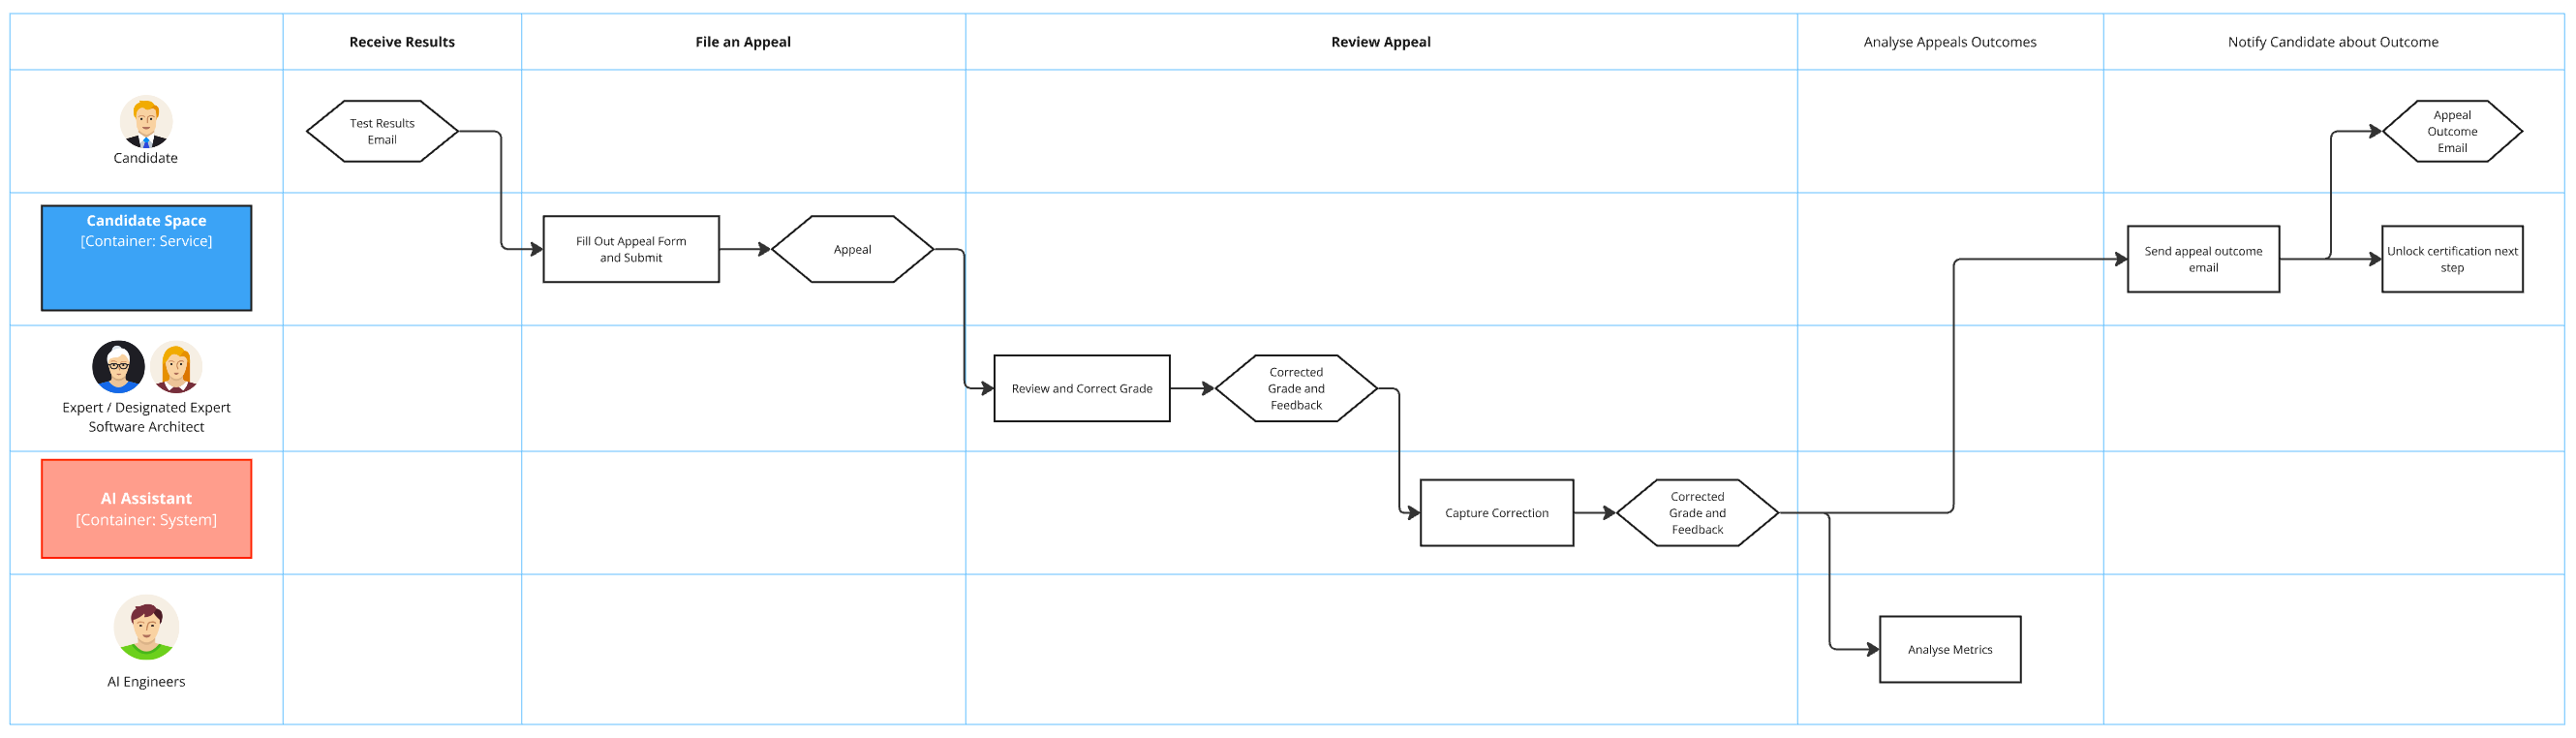 Receive Results
File an Appeal
Review Appeal
Analyse Appeals Outcomes
Notify Candidate about Outcome
Candidate
Test Results
Email
Appeal
Outcome
Email
Candidate Space
[Container: Service]
Fill Out Appeal Form
and Submit
Appeal
Send appeal outcome
email
Unlock certification next
step
Expert / Designated Expert
Software Architect
Review and Correct Grade
Corrected
Grade and
Feedback
AI Assistant
[Container: System]
Capture Correction
Corrected
Grade and
Feedback
AI Engineers
Analyse Metrics